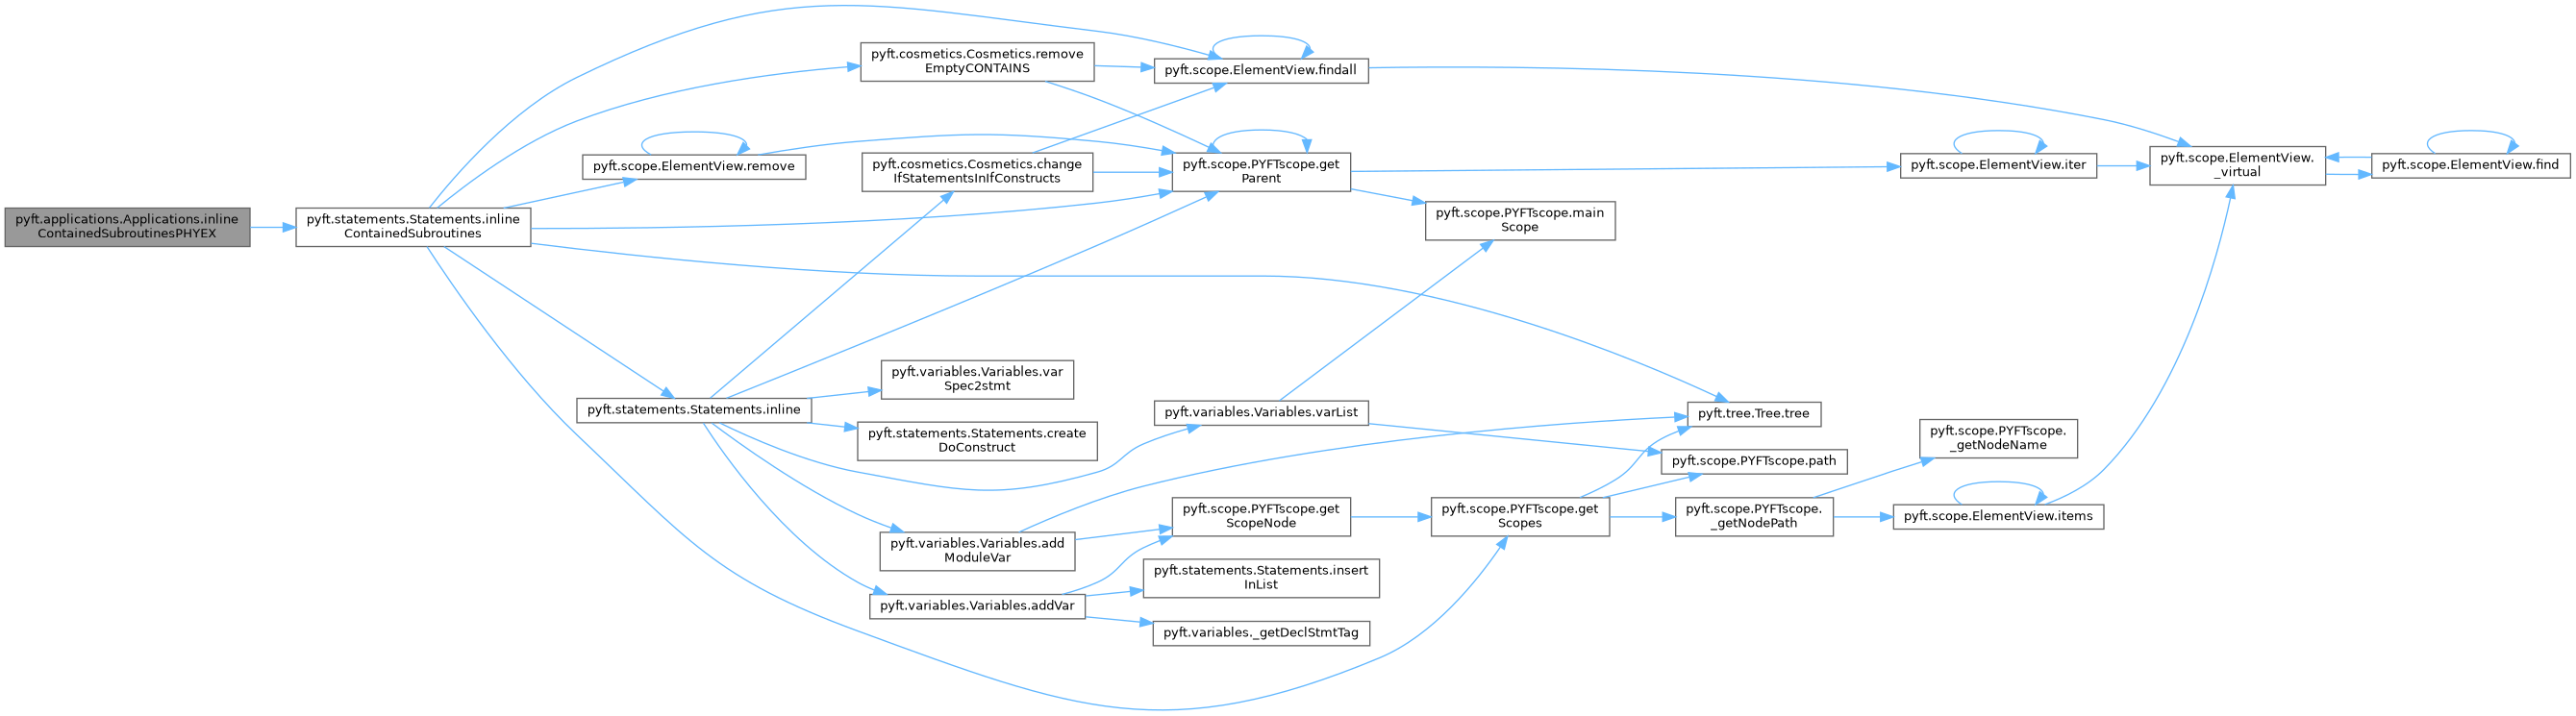 pyft.applications.Applications.inline
ContainedSubroutinesPHYEX
pyft.statements.Statements.inline
ContainedSubroutines
pyft.cosmetics.Cosmetics.remove
EmptyCONTAINS
pyft.scope.ElementView.remove
pyft.cosmetics.Cosmetics.change
IfStatementsInIfConstructs
pyft.scope.ElementView.findall
pyft.scope.PYFTscope.get
Parent
pyft.scope.PYFTscope.main
Scope
pyft.scope.ElementView.iter
pyft.scope.ElementView.
_virtual
pyft.scope.ElementView.find
pyft.statements.Statements.inline
pyft.variables.Variables.var
Spec2stmt
pyft.statements.Statements.create
DoConstruct
pyft.variables.Variables.varList
pyft.tree.Tree.tree
pyft.scope.PYFTscope.path
pyft.variables.Variables.add
ModuleVar
pyft.variables.Variables.addVar
pyft.scope.PYFTscope.get
ScopeNode
pyft.statements.Statements.insert
InList
pyft.variables._getDeclStmtTag
pyft.scope.PYFTscope.get
Scopes
pyft.scope.PYFTscope.
_getNodePath
pyft.scope.PYFTscope.
_getNodeName
pyft.scope.ElementView.items